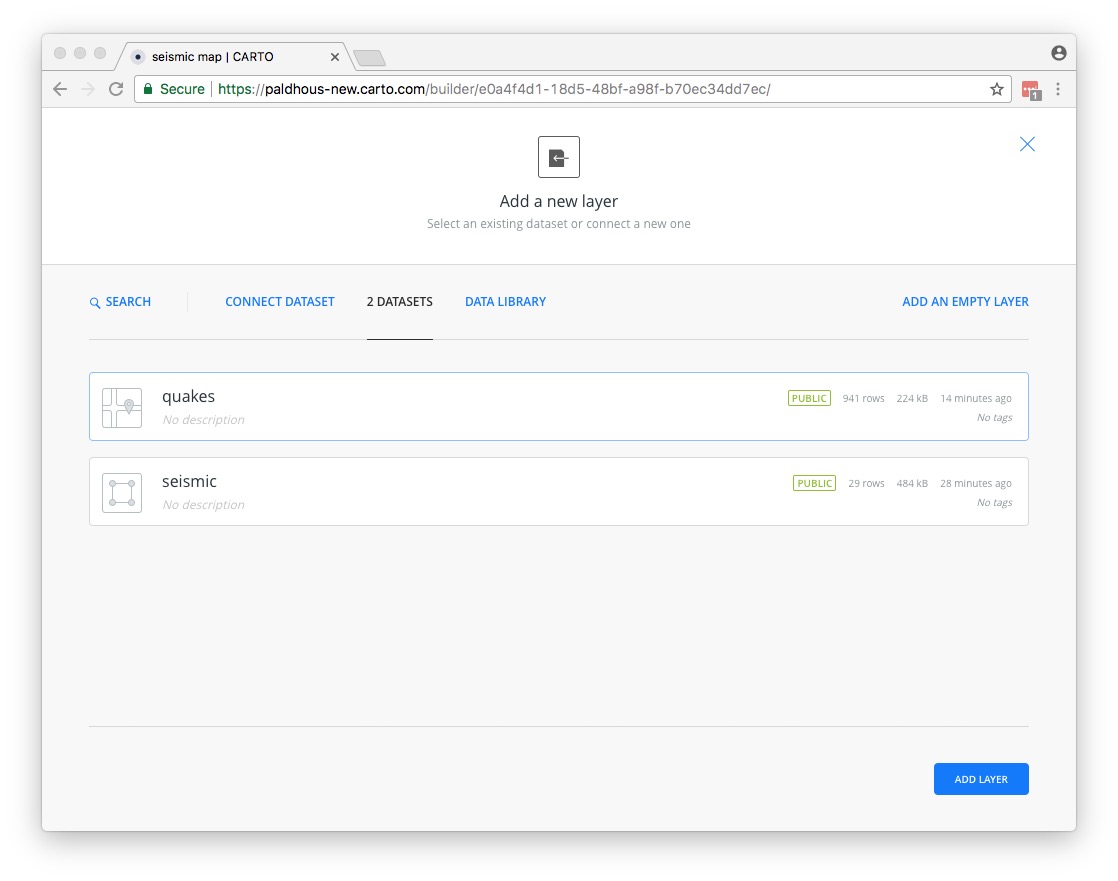 seismic map | CARTO
Secure | https://paldhous-new.carto.com/builder/e0a4f4d1-18d5-48bf-a98f-b70ec34dd7ec/
1
Add a new layer
Select an existing dataset or connect a new one
SEARCH CONNECT DATASET 2 DATASETS DATA LIBRARY ADD AN EMPTY LAYER
quakes PUBLIC 941 rows 224 kB 14 minutes ago
No description No tags
seismic PUBLIC 29 rows 484 kB 28 minutes ago
No description No tags
ADD LAYER